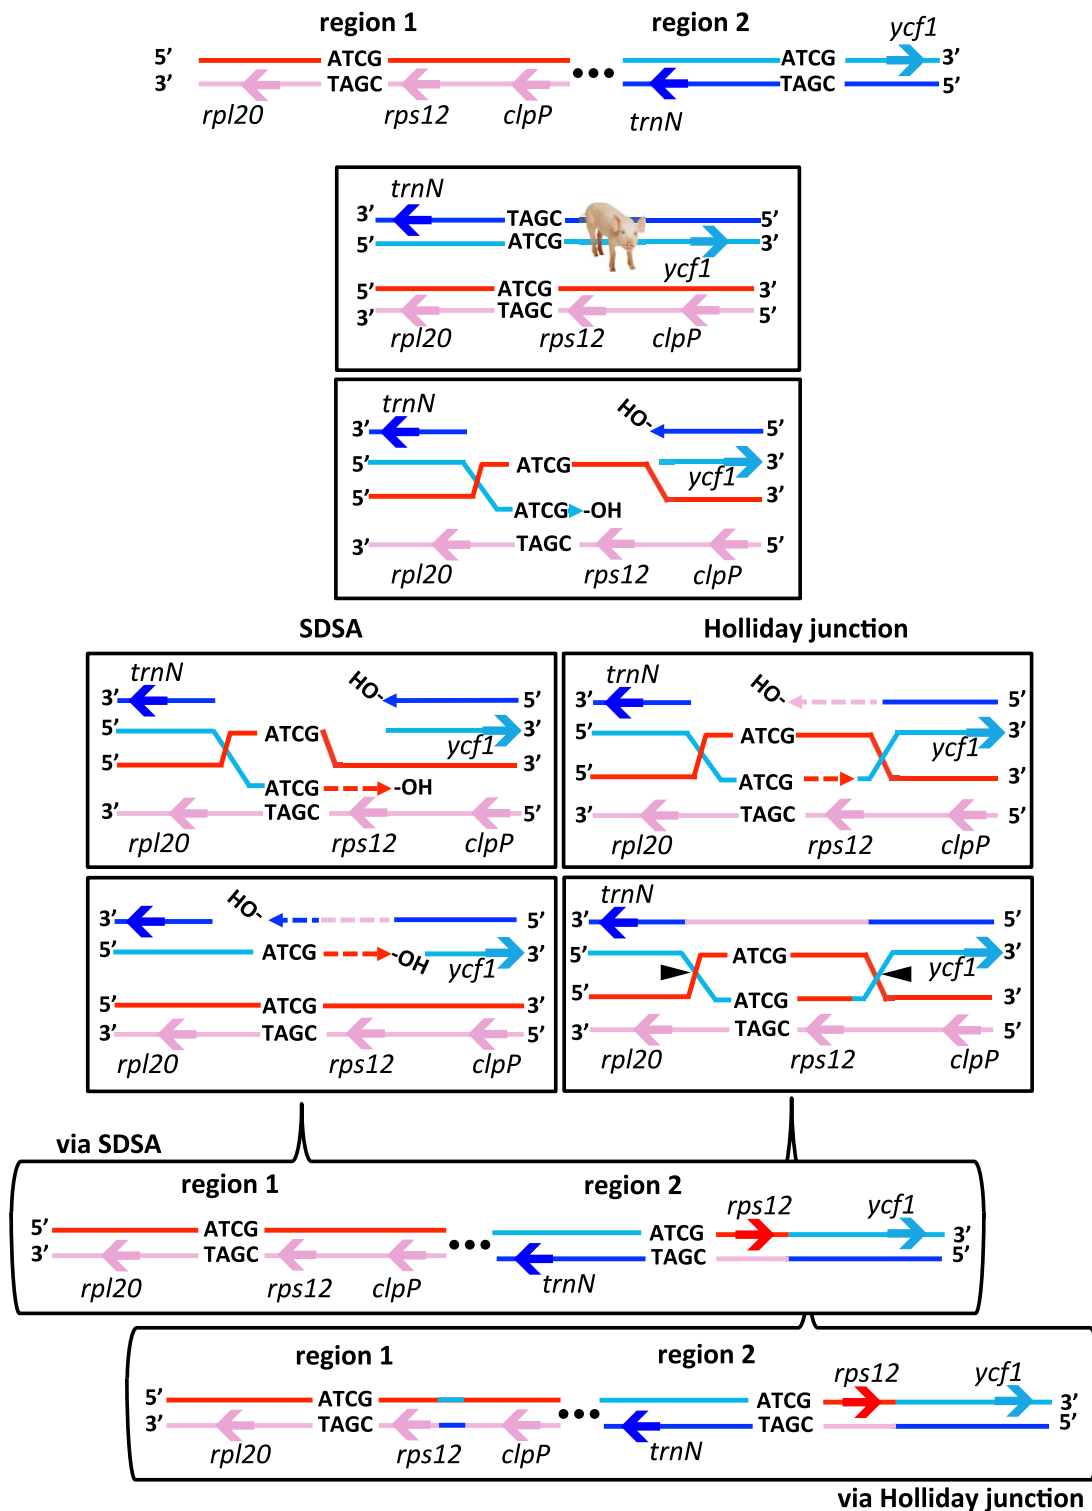 region 1 region 2 ycf1
5' ATCG ATCG 3'
3' TAGC TAGC 5'
rpl20 rps12 clpP trnN
trnN
3' TAGC 5'
5' ATCG 3'
ycf1
5' ATCG 3'
3' TAGC 5'
rpl20 rps12 clpP
trnN HO-
3' 5'
5' ATCG 3'
ycf1
5' 3'
ATCG -OH
3' TAGC 5'
rpl20 rps12 clpP
SDSA
trnN HO-
3' 5'
5' ATCG 3'
ycf1
5' 3'
ATCG -OH
3' TAGC 5'
rpl20 rps12 clpP
HO-
3' 5'
5' ATCG -OH 3'
ycf1
5' ATCG 3'
3' TAGC 5'
rpl20 rps12 clpP
Holliday junction
trnN HO-
3' 5'
5' ATCG 3'
ycf1
5' ATCG 3'
3' TAGC 5'
rpl20 rps12 clpP
trnN
3' 5'
5' ATCG 3'
ycf1
5' ATCG 3'
3' TAGC 5'
rpl20 rps12 clpP
via SDSA
region 1 region 2 rps12 ycf1
5' ATCG ATCG 3'
3' TAGC TAGC 5'
rpl20 rps12 clpP trnN
region 1 region 2 rps12 ycf1
5' ATCG ATCG 3'
3' TAGC TAGC 5'
rpl20 rps12 clpP trnN
via Holliday junction